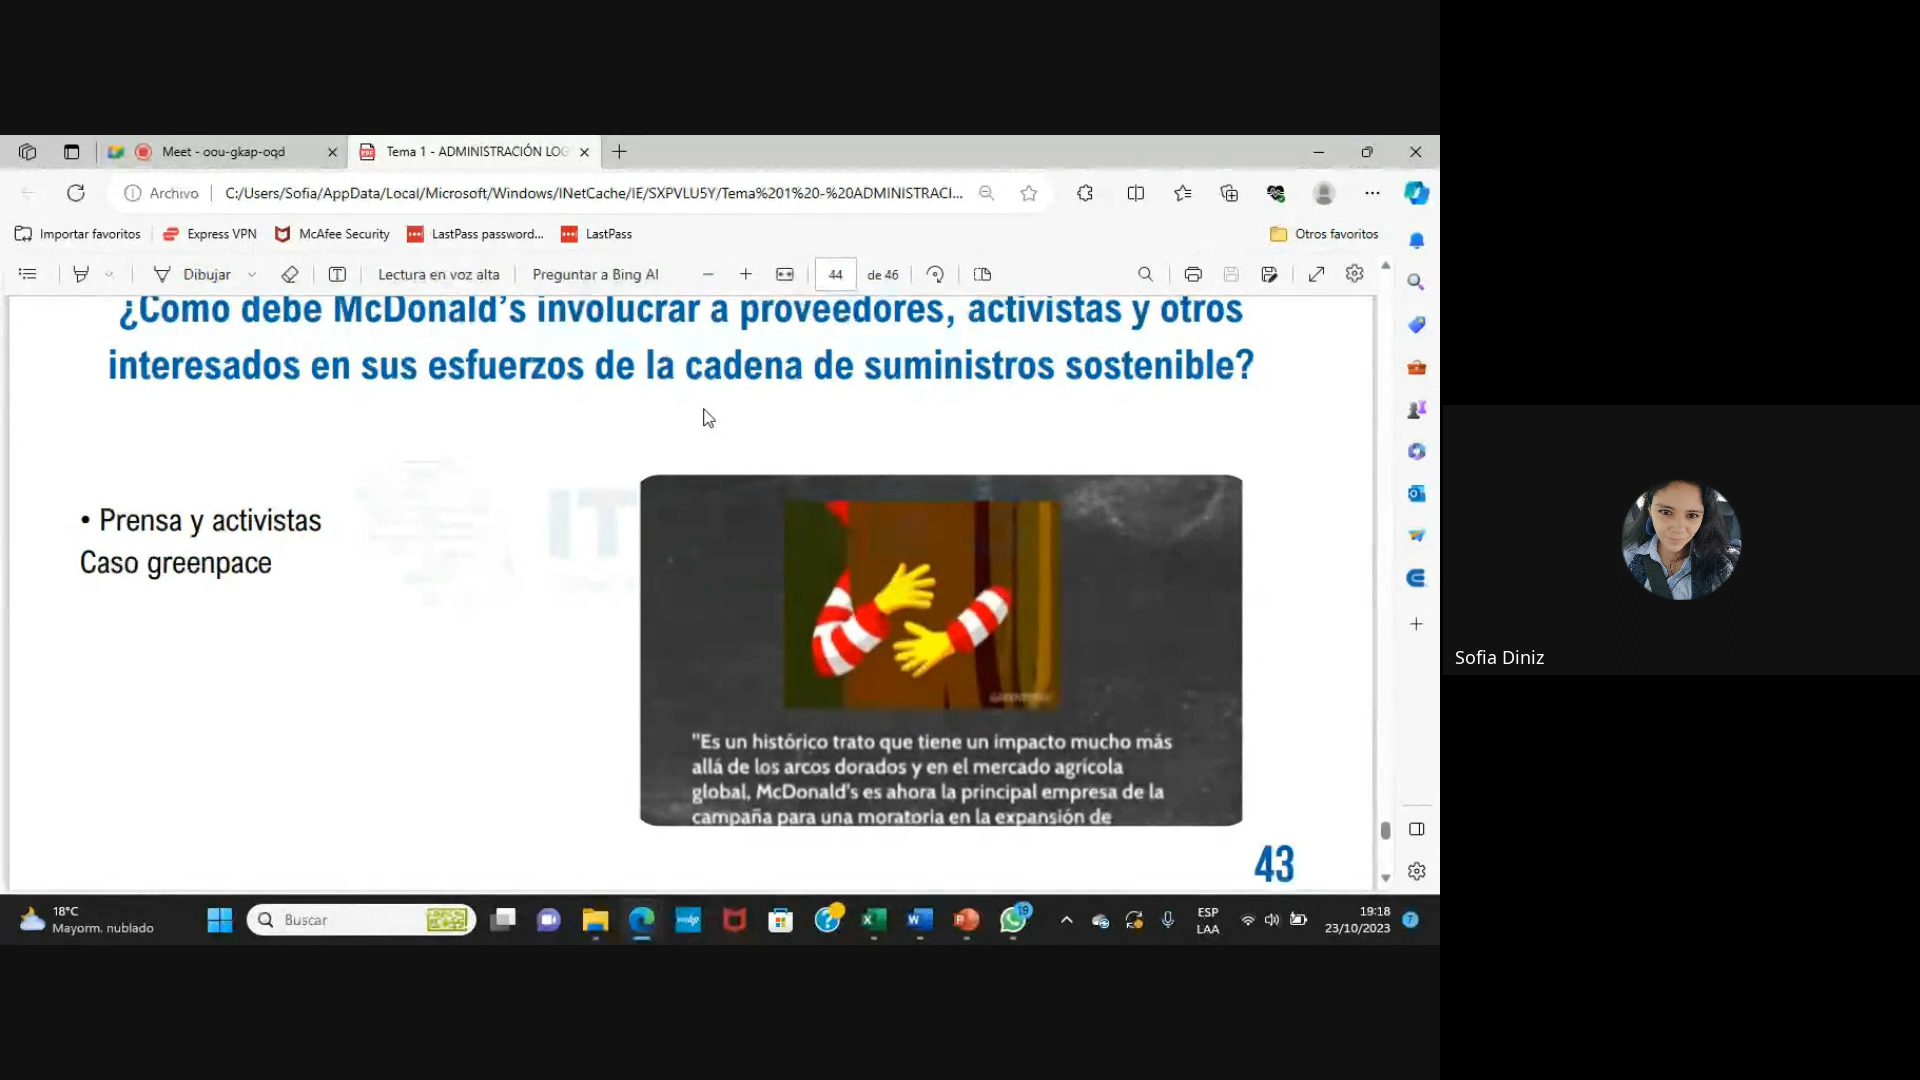 Meet - oou-gkap-oqd
Tema 1 - ADMINISTRACIÓN LOG
Archivo
C:/Users/Sofia/AppData/Local/Microsoft/Windows/INetCache/IE/SXPVLU5Y/Tema%201%20-%20ADMINISTRACI...
Importar favoritos
Express VPN
McAfee Security
LastPass password...
LastPass
Otros favoritos
Dibujar
Lectura en voz alta
Preguntar a Bing AI
44
de 46
¿Como debe McDonald's involucrar a proveedores, activistas y otros
interesados en sus esfuerzos de la cadena de suministros sostenible?
• Prensa y activistas
Caso greenpace
IT
"Es un histórico trato que tiene un impacto mucho más
allá de los arcos dorados y en el mercado agrícola
global, McDonald's es ahora la principal empresa de la
campaña para una moratoria en la expansión de
43
Sofia Diniz
18°C
Mayorm. nublado
Buscar
19
ESP
LAA
19:18
23/10/2023
7